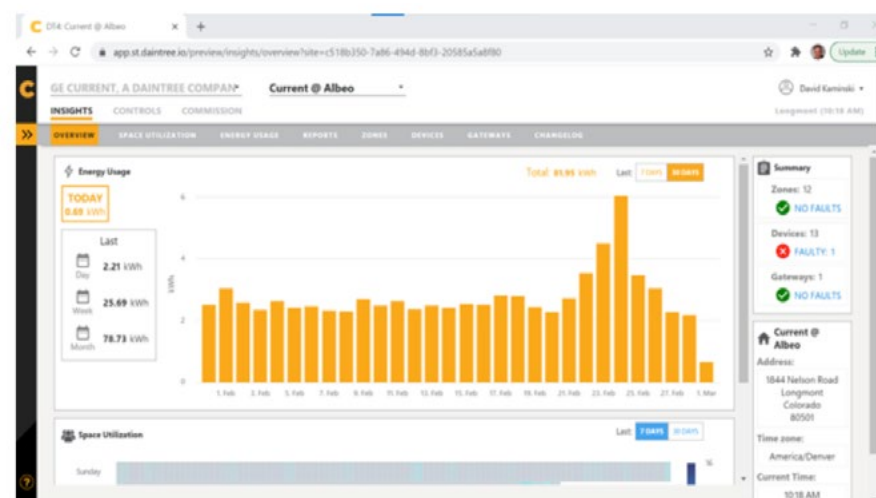 DT4: Current @ Albeo
app.st.daintree.io/preview/insights/overview?site=c518b350-7a86-494d-8bf3-20585a5a8f80
Update
GE CURRENT, A DAINTREE COMPAN
Current @ Albeo
David Kaminski
INSIGHTS CONTROLS COMMISSION
Longmont (10:18 AM)
OVERVIEW SPACE UTILIZATION ENERGY USAGE REPORTS ZONES DEVICES GATEWAYS CHANGELOG
Energy Usage
Total: 81.95 kWh
Last: 7 DAYS 30 DAYS
TODAY
0.65 kWh
Last
Day 2.21 kWh
Week 25.69 kWh
Month 78.73 kWh
kWh
6
4
2
0
1. Feb 3. Feb 5. Feb 7. Feb 9. Feb 11. Feb 13. Feb 15. Feb 17. Feb 19. Feb 21. Feb 23. Feb 25. Feb 27. Feb 1. Mar
Space Utilization
Last: 7 DAYS 30 DAYS
Sunday
16
Summary
Zones: 12
NO FAULTS
Devices: 13
FAULTY: 1
Gateways: 1
NO FAULTS
Current @
Albeo
Address:
1844 Nelson Road
Longmont
Colorado
80501
Time zone:
America/Denver
Current Time:
10:18 AM